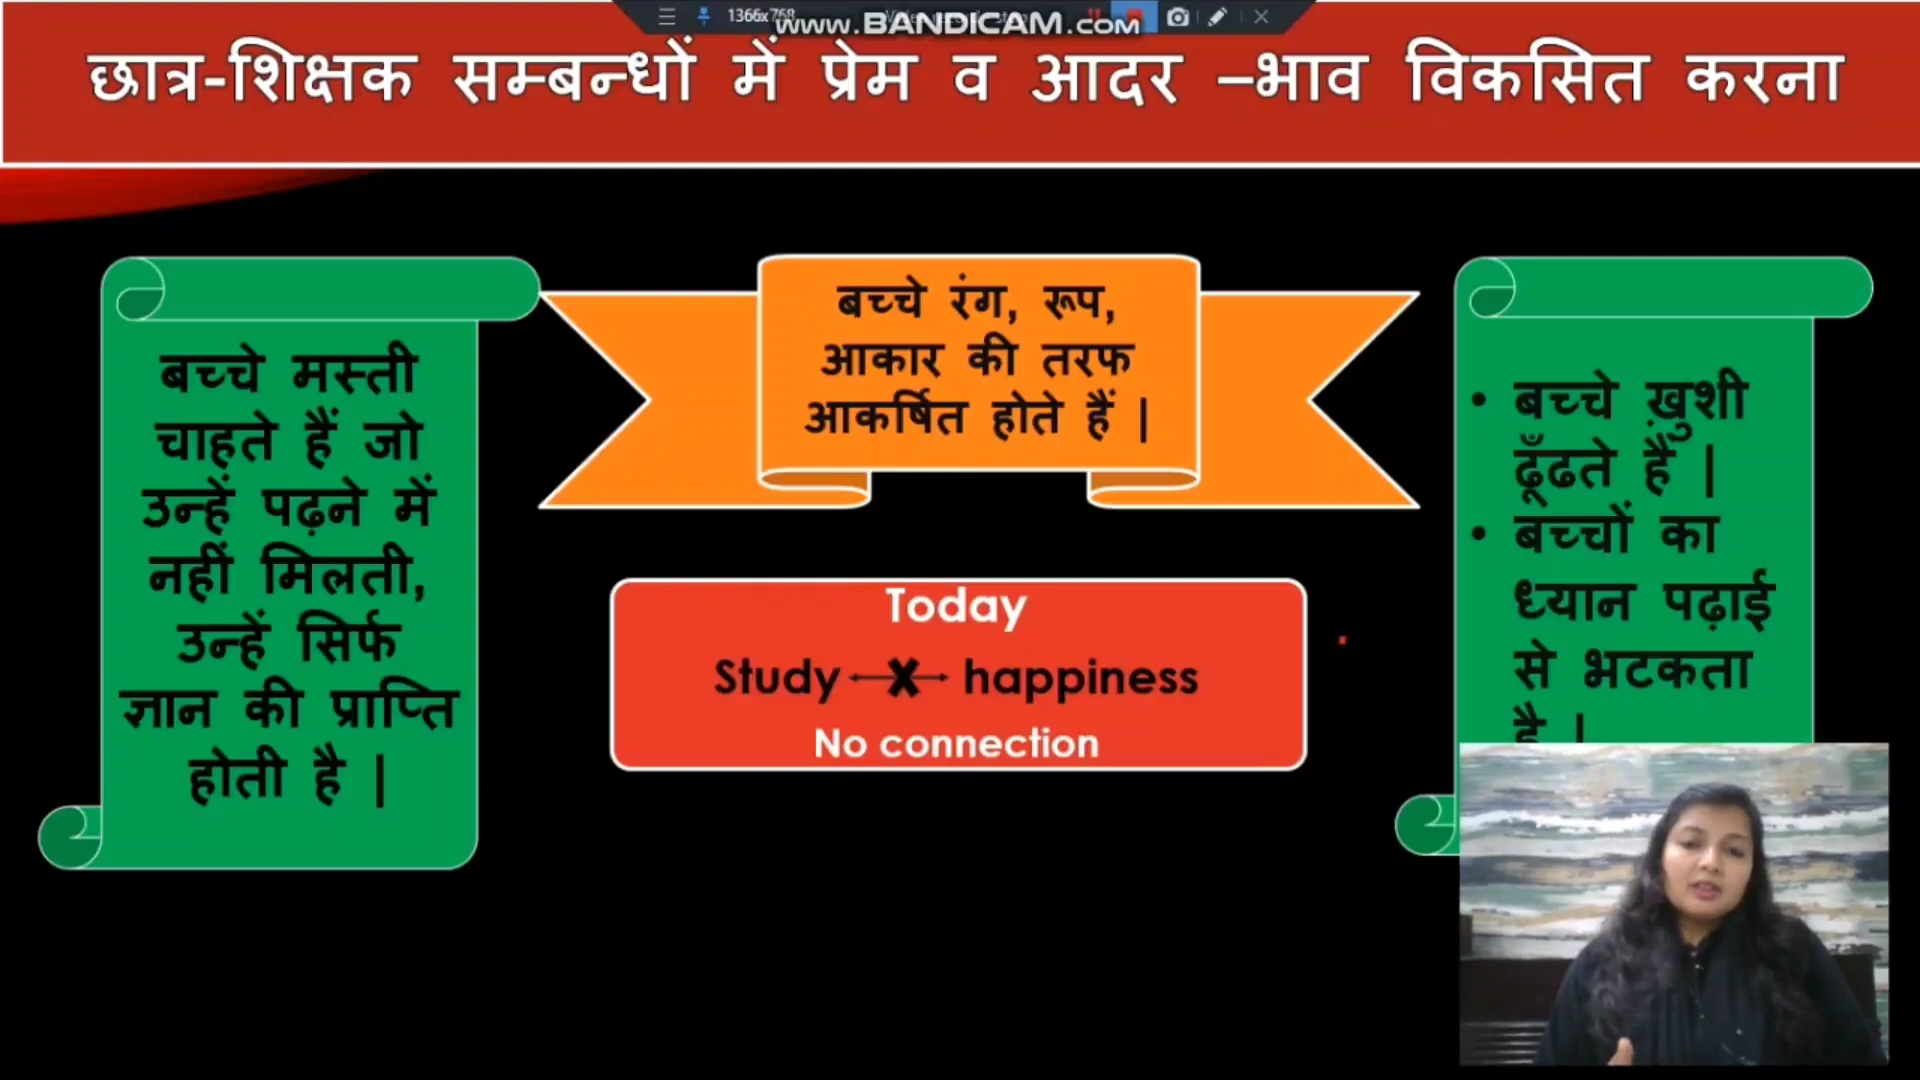 1366x768
www.BANDICAM.com
छात्र-शिक्षक सम्बन्धों में प्रेम व आदर –भाव विकसित करना
बच्चे मस्ती
चाहते हैं जो
उन्हें पढ़ने में
नहीं मिलती,
उन्हें सिर्फ
ज्ञान की प्राप्ति
होती है |
बच्चे रंग, रूप,
आकार की तरफ
आकर्षित होते हैं |
Today
Study X happiness
No connection
• बच्चे ख़ुशी
ढूँढते हैं |
• बच्चों का
ध्यान पढ़ाई
से भटकता
है |